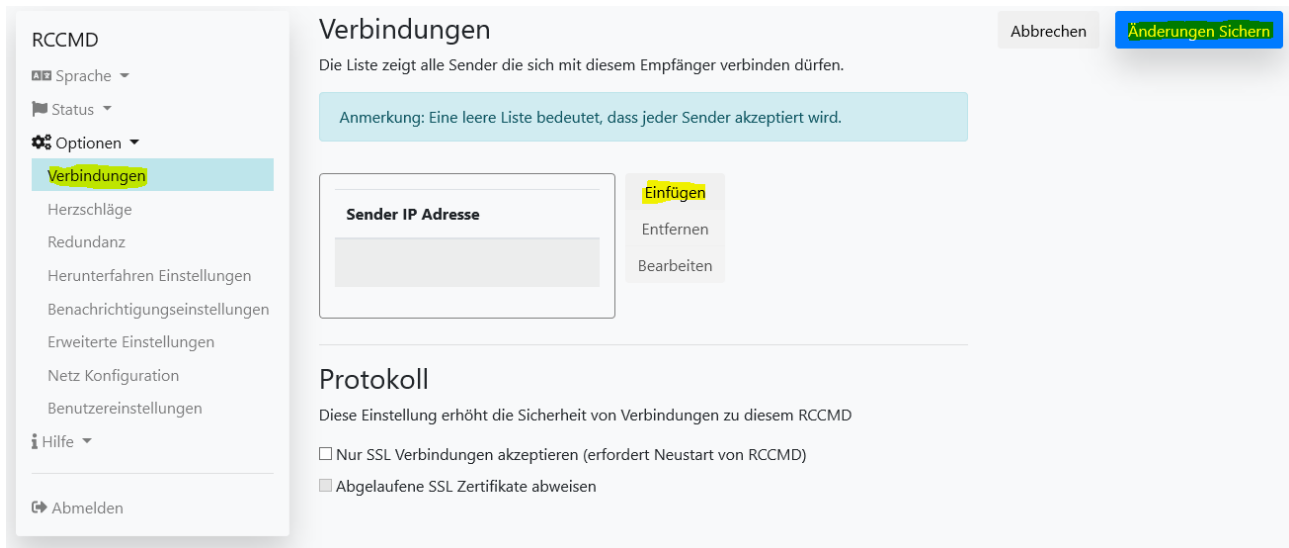 RCCMD
Sprache
Status
Optionen
Verbindungen
Herzschläge
Redundanz
Herunterfahren Einstellungen
Benachrichtigungseinstellungen
Erweiterte Einstellungen
Netz Konfiguration
Benutzereinstellungen
Hilfe
Abmelden
Verbindungen
Abbrechen
Änderungen Sichern
Die Liste zeigt alle Sender die sich mit diesem Empfänger verbinden dürfen.
Anmerkung: Eine leere Liste bedeutet, dass jeder Sender akzeptiert wird.
Sender IP Adresse
Einfügen
Entfernen
Bearbeiten
Protokoll
Diese Einstellung erhöht die Sicherheit von Verbindungen zu diesem RCCMD
Nur SSL Verbindungen akzeptieren (erfordert Neustart von RCCMD)
Abgelaufene SSL Zertifikate abweisen